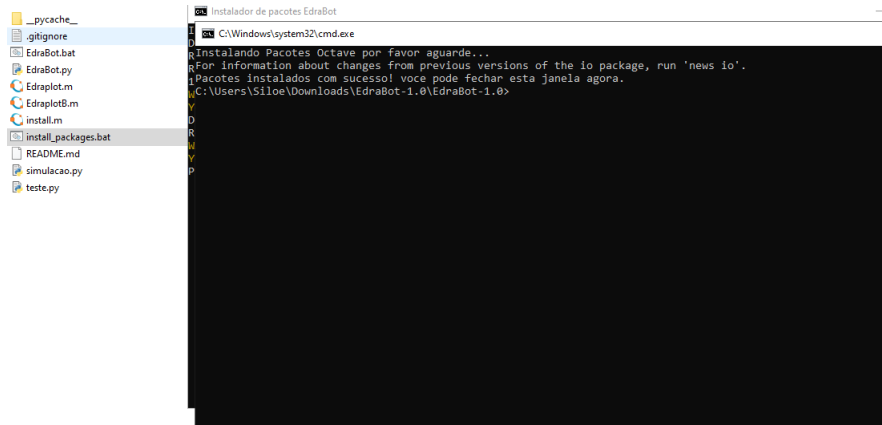 __pycache__
.gitignore
EdraBot.bat
EdraBot.py
Edraplot.m
EdraplotB.m
install.m
install_packages.bat
README.md
simulacao.py
teste.py
Instalador de pacotes EdraBot
I
D
R
R
1
W
Y
D
R
W
Y
P
C:\Windows\system32\cmd.exe
Instalando Pacotes Octave por favor aguarde...
For information about changes from previous versions of the io package, run 'news io'.
Pacotes instalados com sucesso! voce pode fechar esta janela agora.
C:\Users\Siloe\Downloads\EdraBot-1.0\EdraBot-1.0>